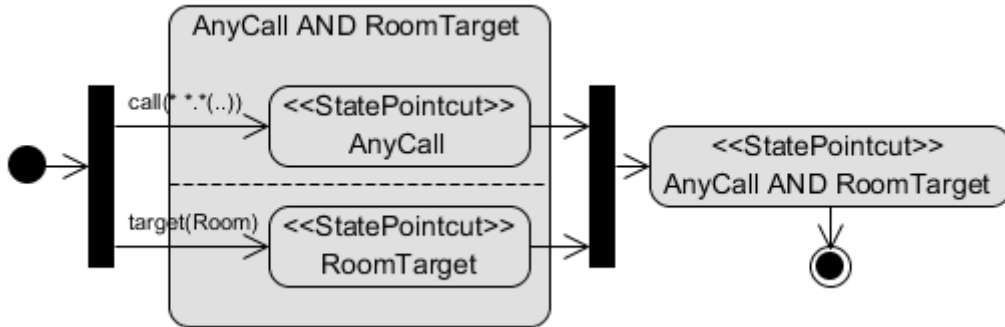 AnyCall AND RoomTarget
call(* *.*(..))
<<StatePointcut>>
AnyCall
target(Room)
<<StatePointcut>>
RoomTarget
<<StatePointcut>>
AnyCall AND RoomTarget